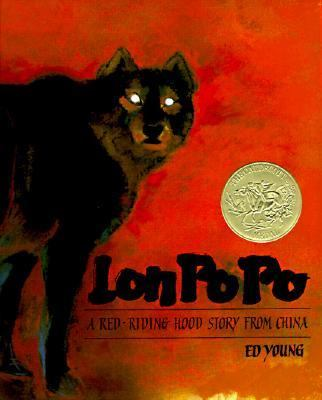 Lon Po Po
A RED-RIDING HOOD STORY FROM CHINA
ED YOUNG